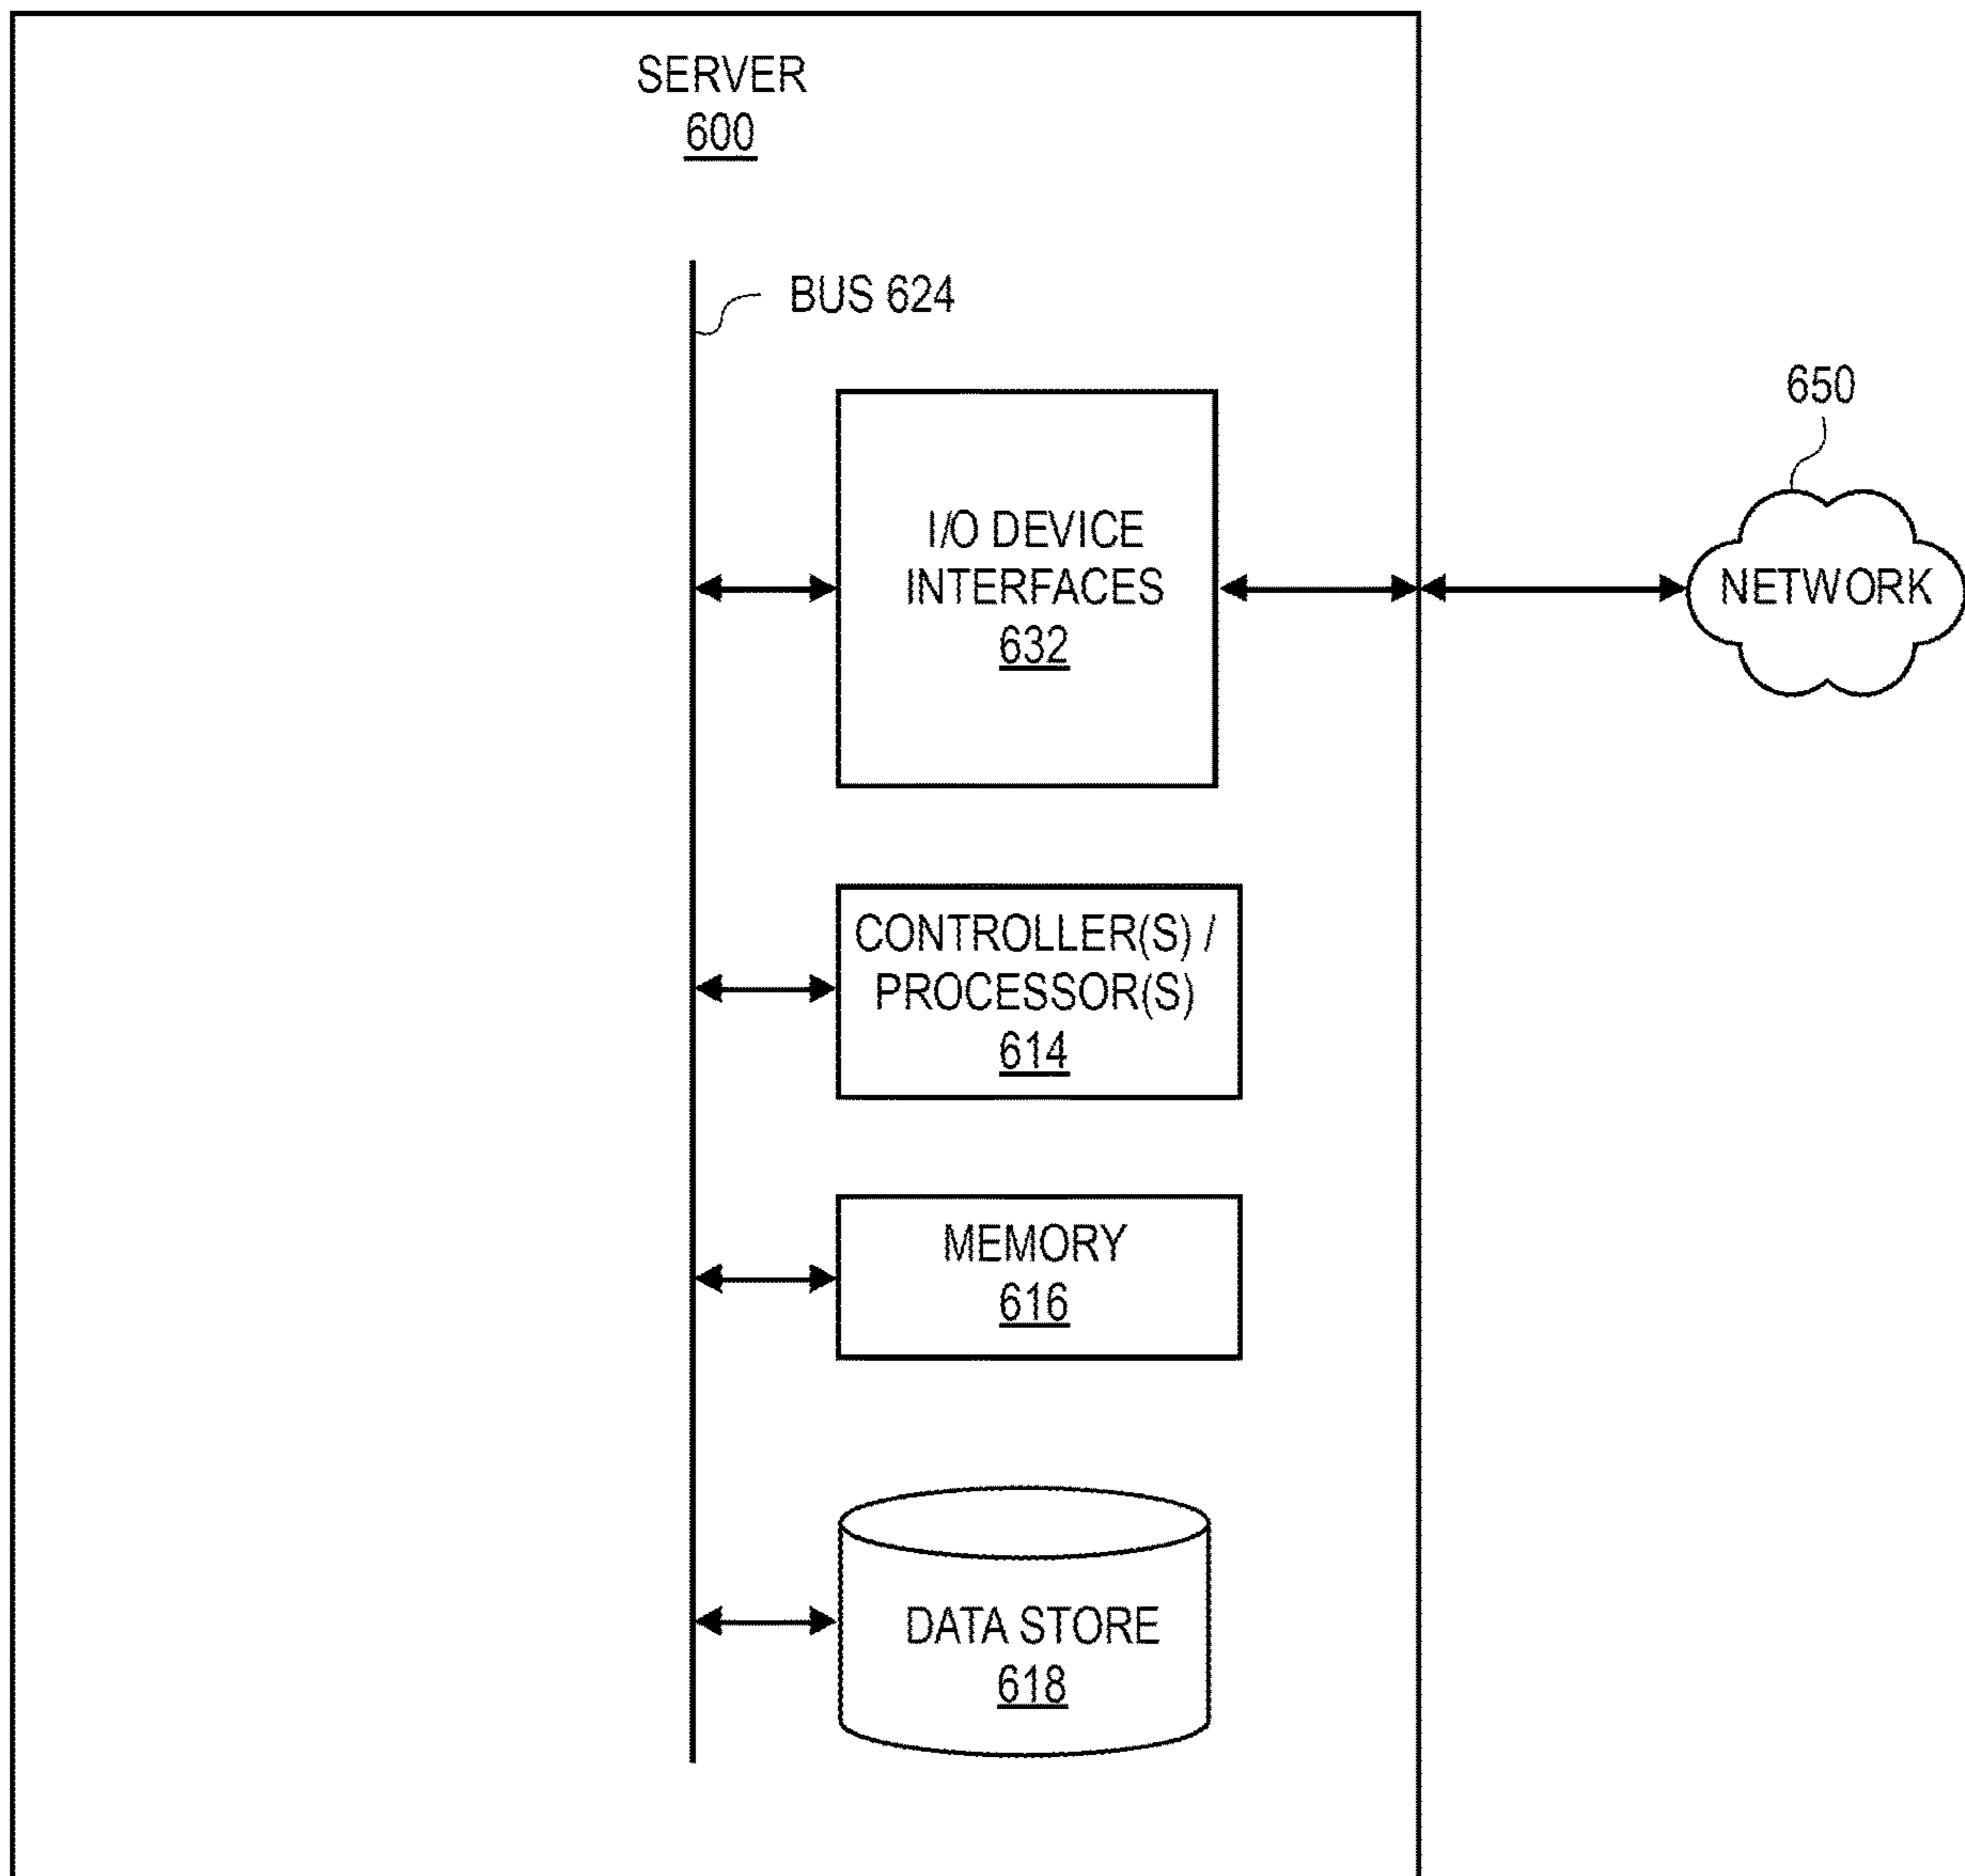 SERVER
600
BUS 624
650
I/O DEVICE
INTERFACES
632
NETWORK
CONTROLLER(S) /
PROCESSOR(S)
614
MEMORY
616
DATA STORE
618